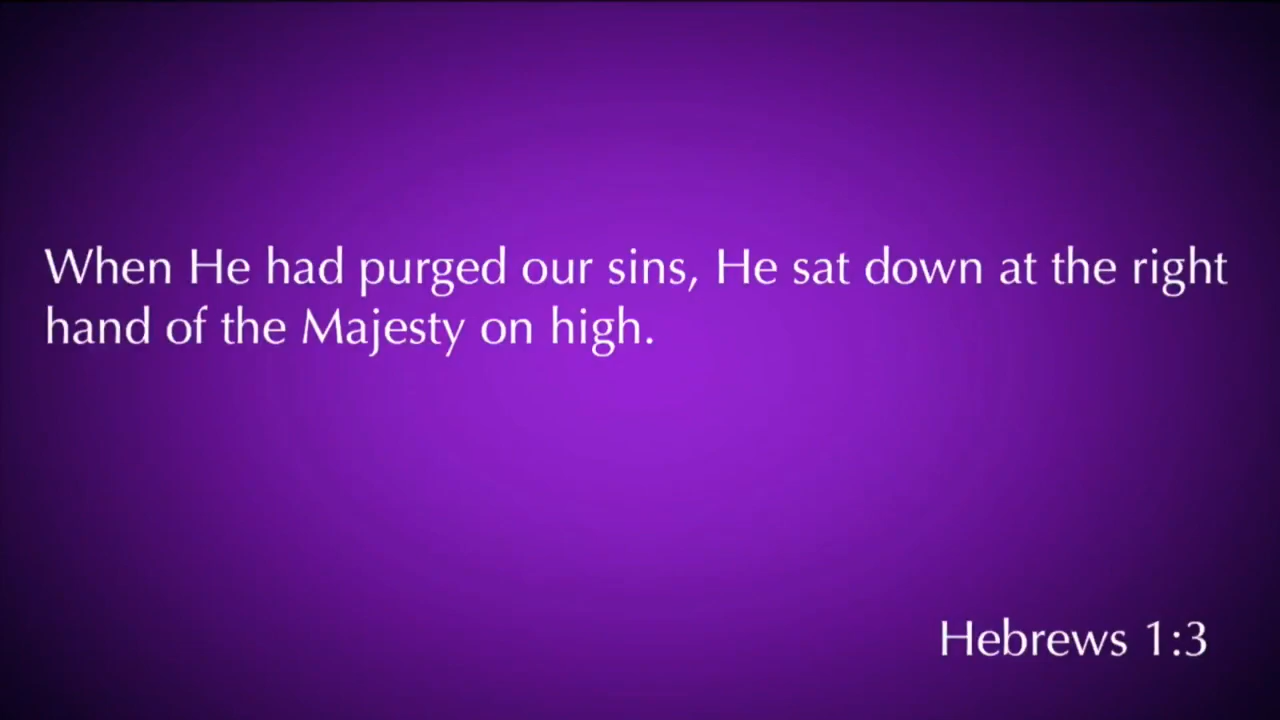 When He had purged our sins, He sat down at the right
hand of the Majesty on high.
Hebrews 1:3